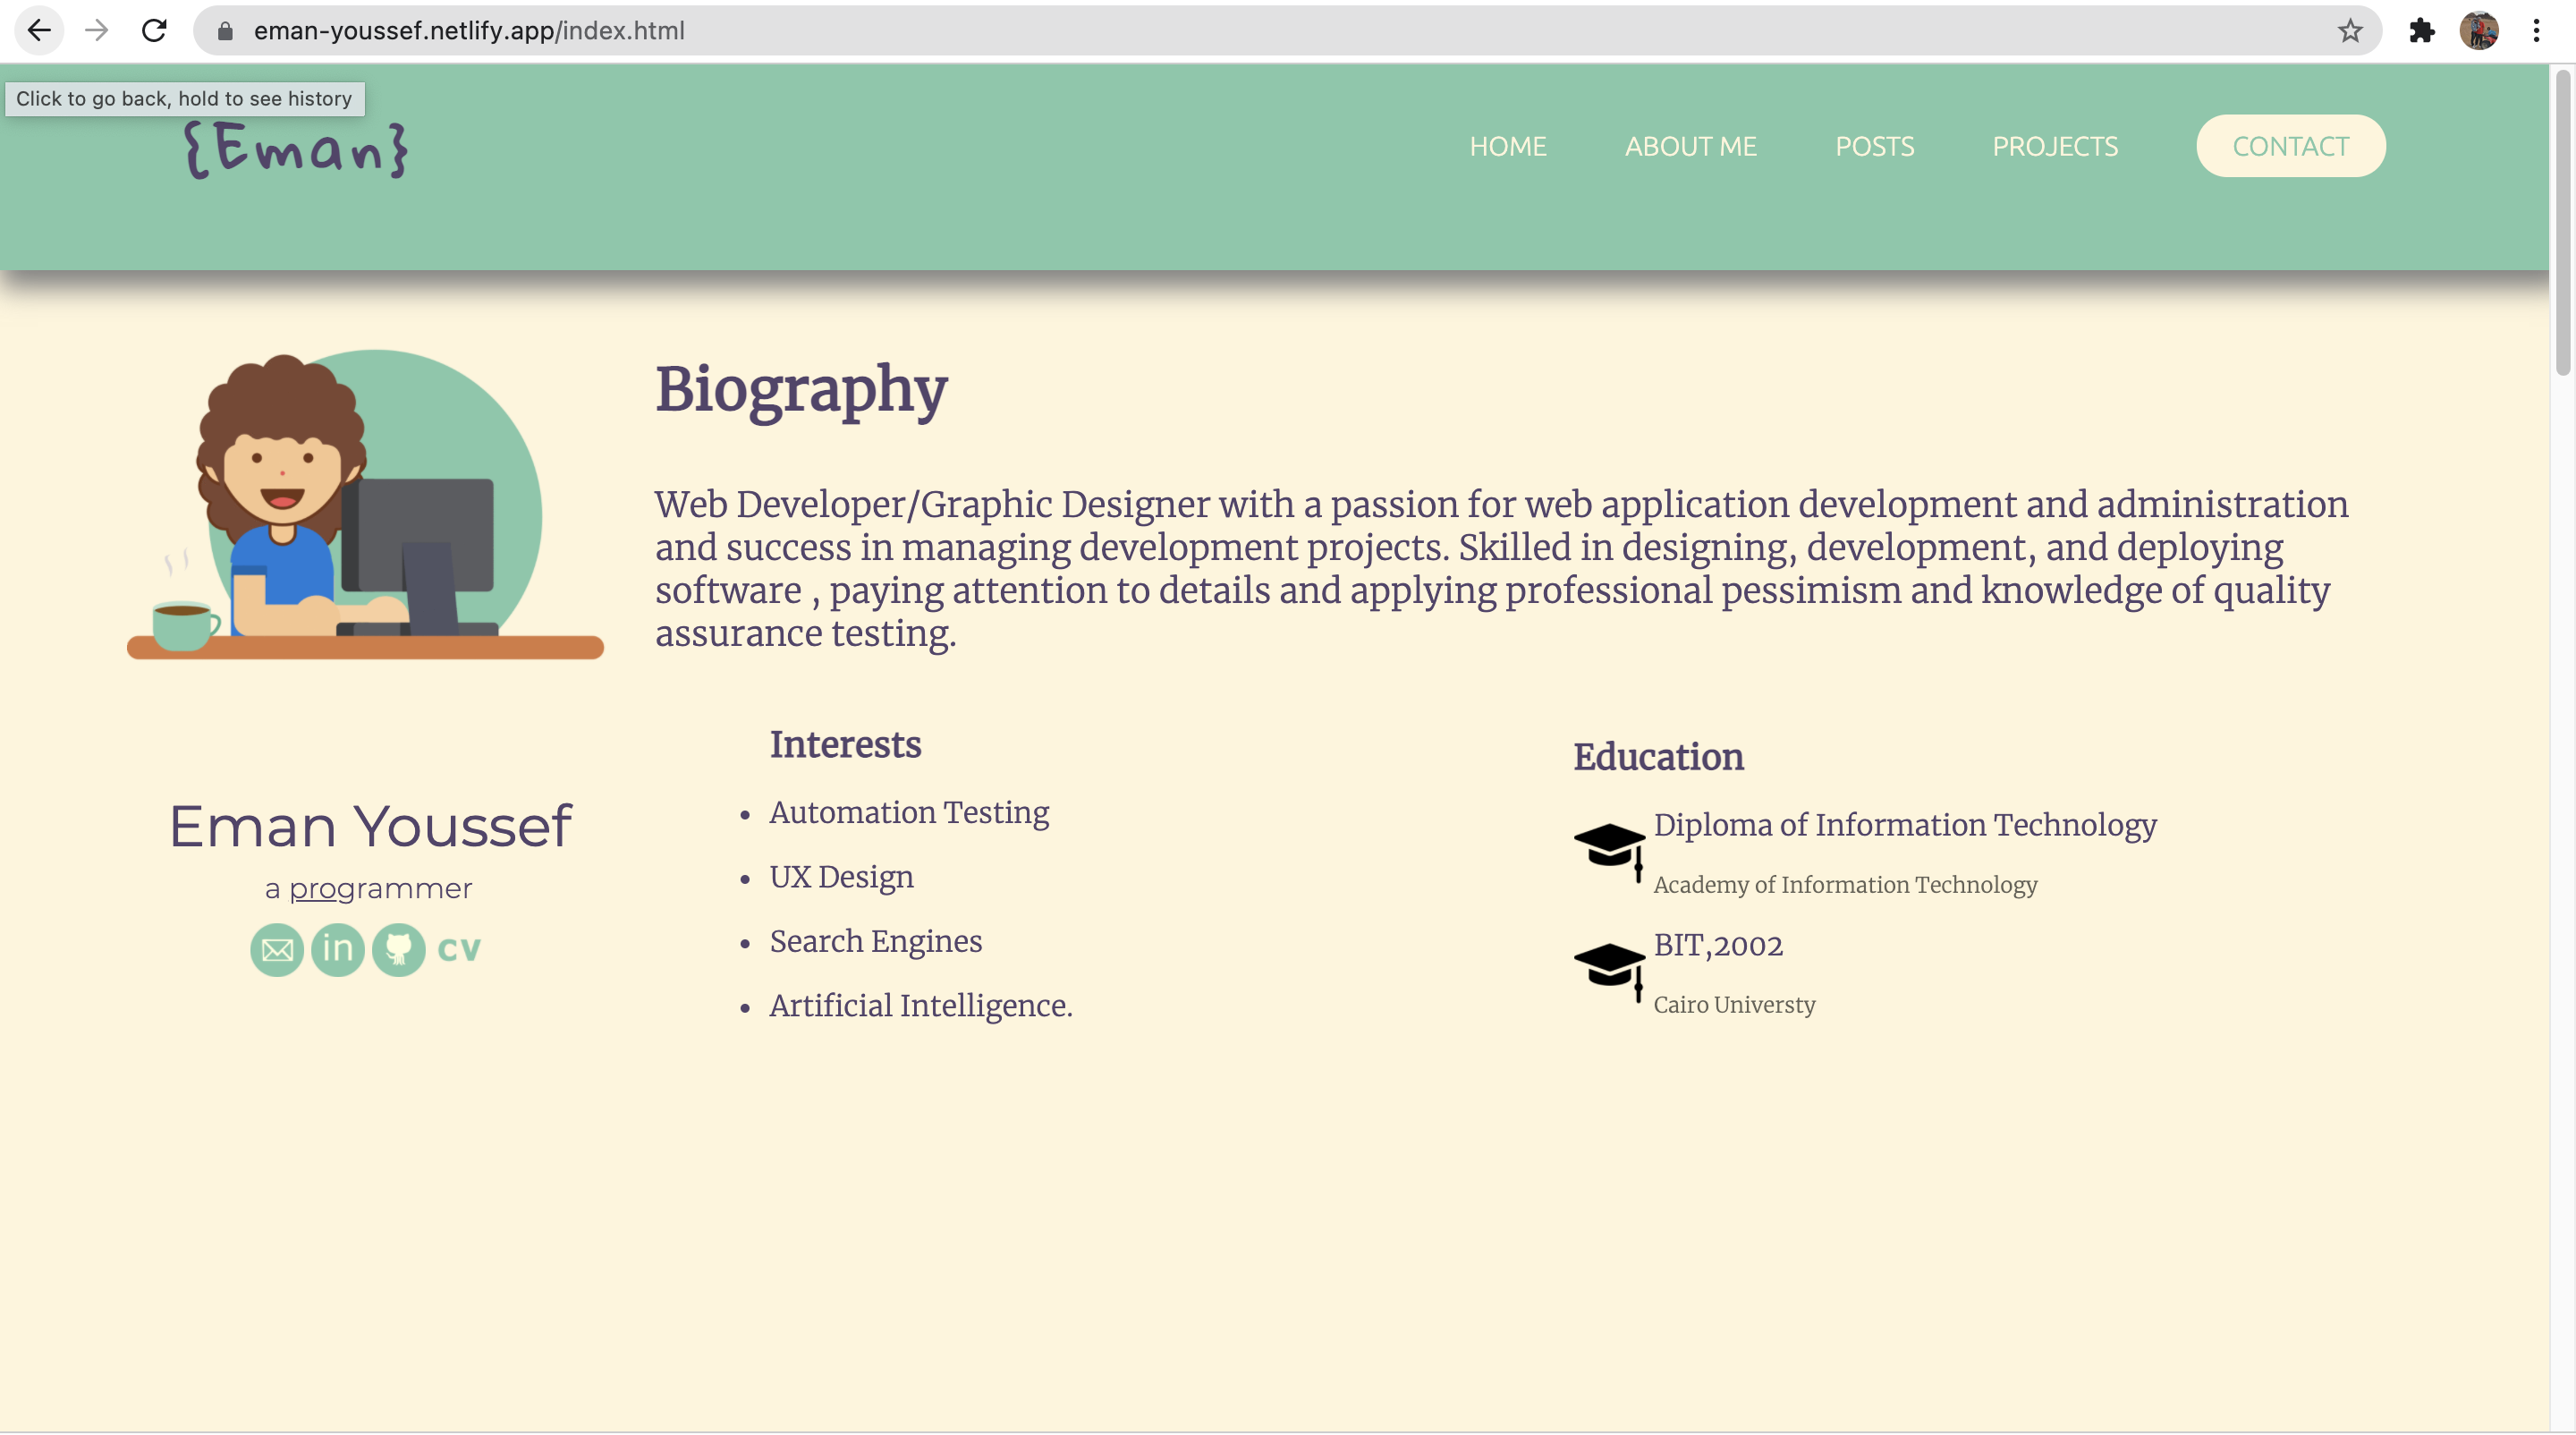 eman-youssef.netlify.app/index.html
Click to go back, hold to see history
{Eman}
HOME
ABOUT ME
POSTS
PROJECTS
CONTACT
Biography
Web Developer/Graphic Designer with a passion for web application development and administration
and success in managing development projects. Skilled in designing, development, and deploying
software , paying attention to details and applying professional pessimism and knowledge of quality
assurance testing.
Eman Youssef
a programmer
in
cv
Interests
Automation Testing
UX Design
Search Engines
Artificial Intelligence.
Education
Diploma of Information Technology
Academy of Information Technology
BIT,2002
Cairo Universty